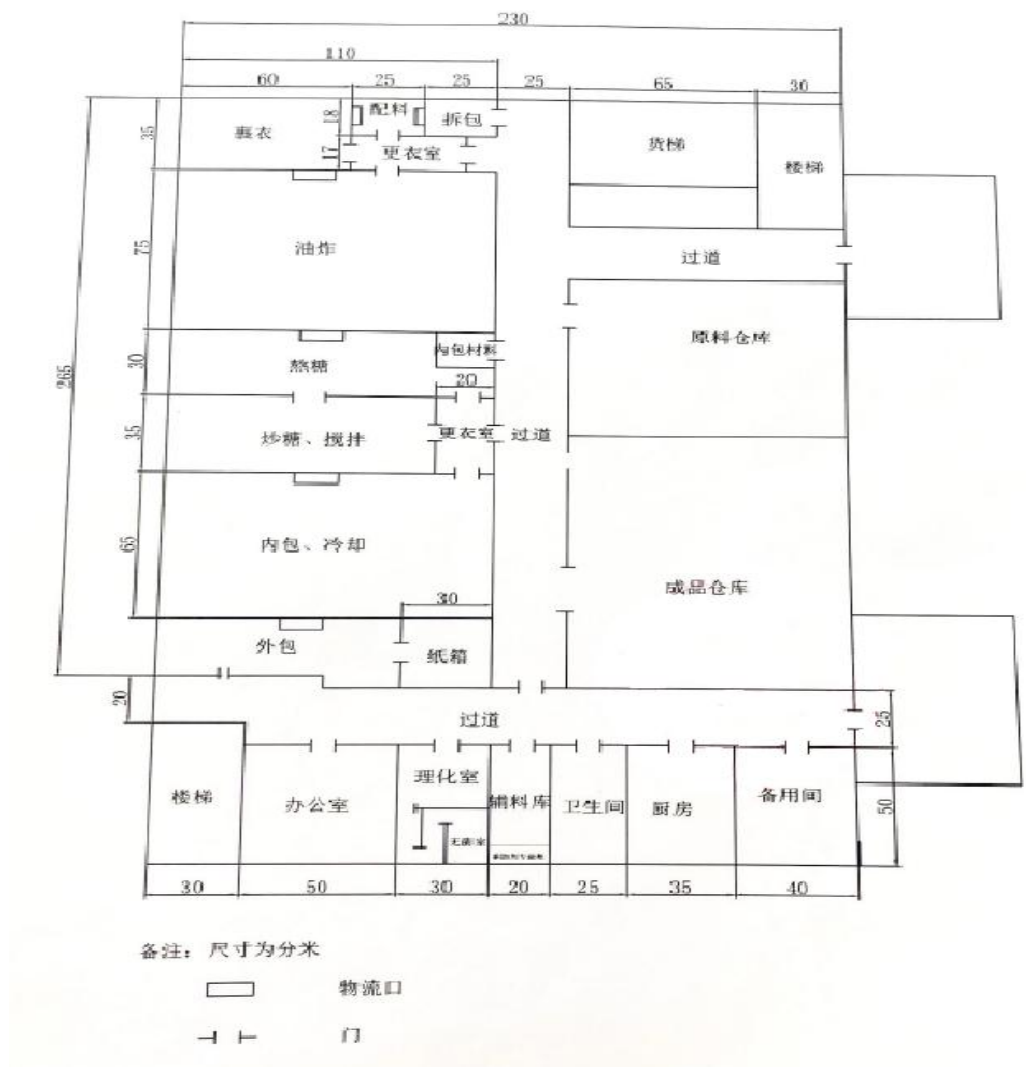 230
110
60 25 25 25 65 30
35
裹衣
18
配料
拆包
17
更衣室
货梯
楼梯
75
油炸
过道
265
30
熬糖
内包材料
20
原料仓库
35
炒糖、搅拌
更衣室
过道
65
内包、冷却
30
成品仓库
外包
纸箱
20
过道
25
楼梯
办公室
理化室
辅料库
卫生间
厨房
备用间
50
30 50 30 20 25 35 40
备注：尺寸为分米
物流口
门